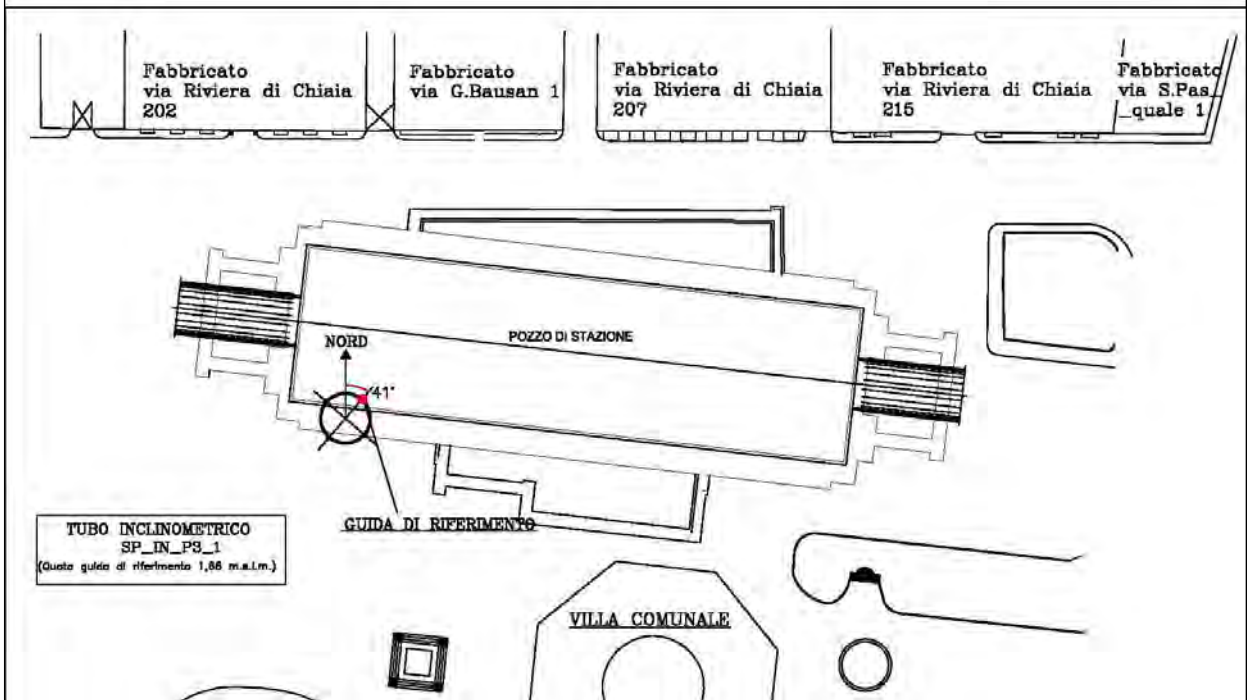 Fabbricato
via Riviera di Chiaia
202
Fabbricato
via G.Bausan 1
Fabbricato
via Riviera di Chiaia
207
Fabbricato
via Riviera di Chiaia
215
Fabbricato
via S.Pas_
_quale 1
POZZO DI STAZIONE
NORD
41°
GUIDA DI RIFERIMENTO
TUBO INCLINOMETRICO
SP_IN_P3_1
(Quota guida di riferimento 1,86 m.s.l.m.)
VILLA COMUNALE